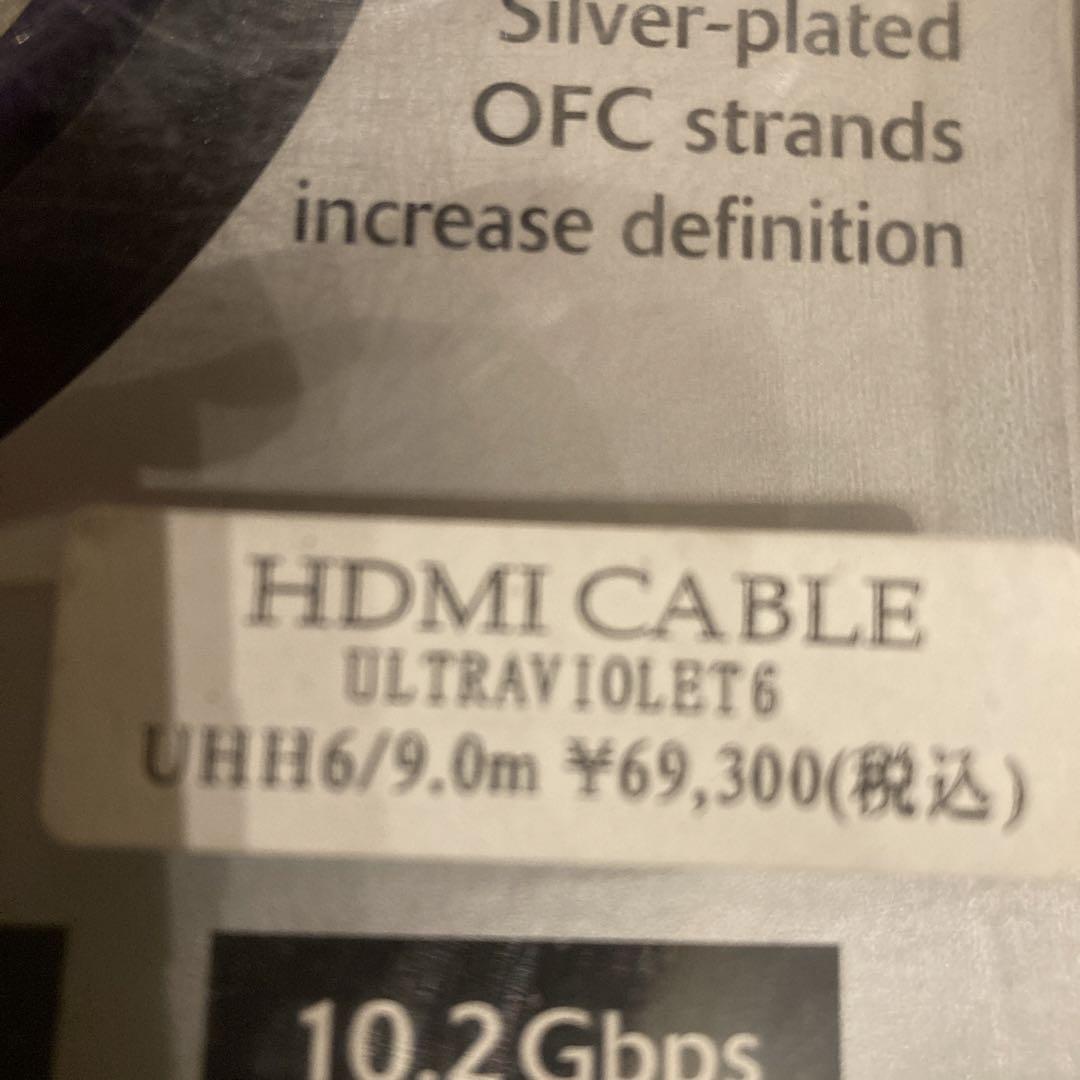 Silver-plated
OFC strands
increase definition
HDMI CABLE
ULTRAVIOLET6
UHH6/9.0m ¥69,300(税込)
10.2Gbps